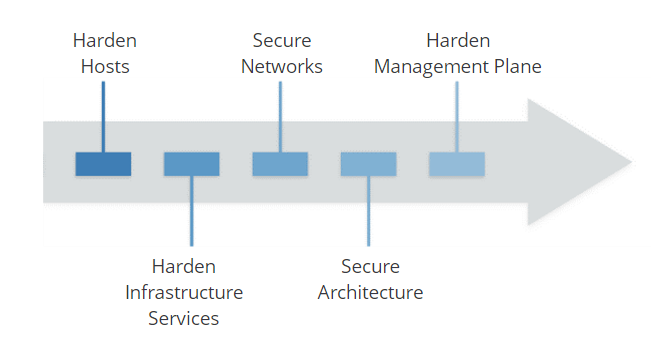 Harden
Hosts
Harden
Infrastructure
Services
Secure
Networks
Secure
Architecture
Harden
Management Plane